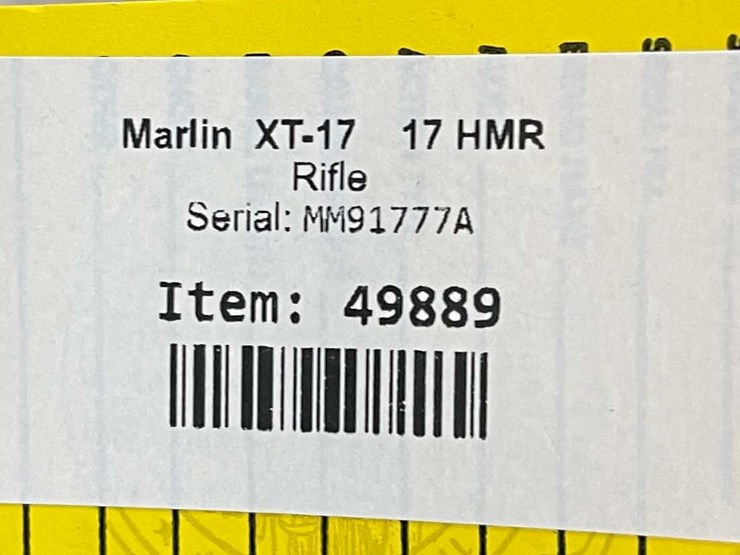 Marlin XT-17 17 HMR
Rifle
Serial: MM91777A
Item: 49889